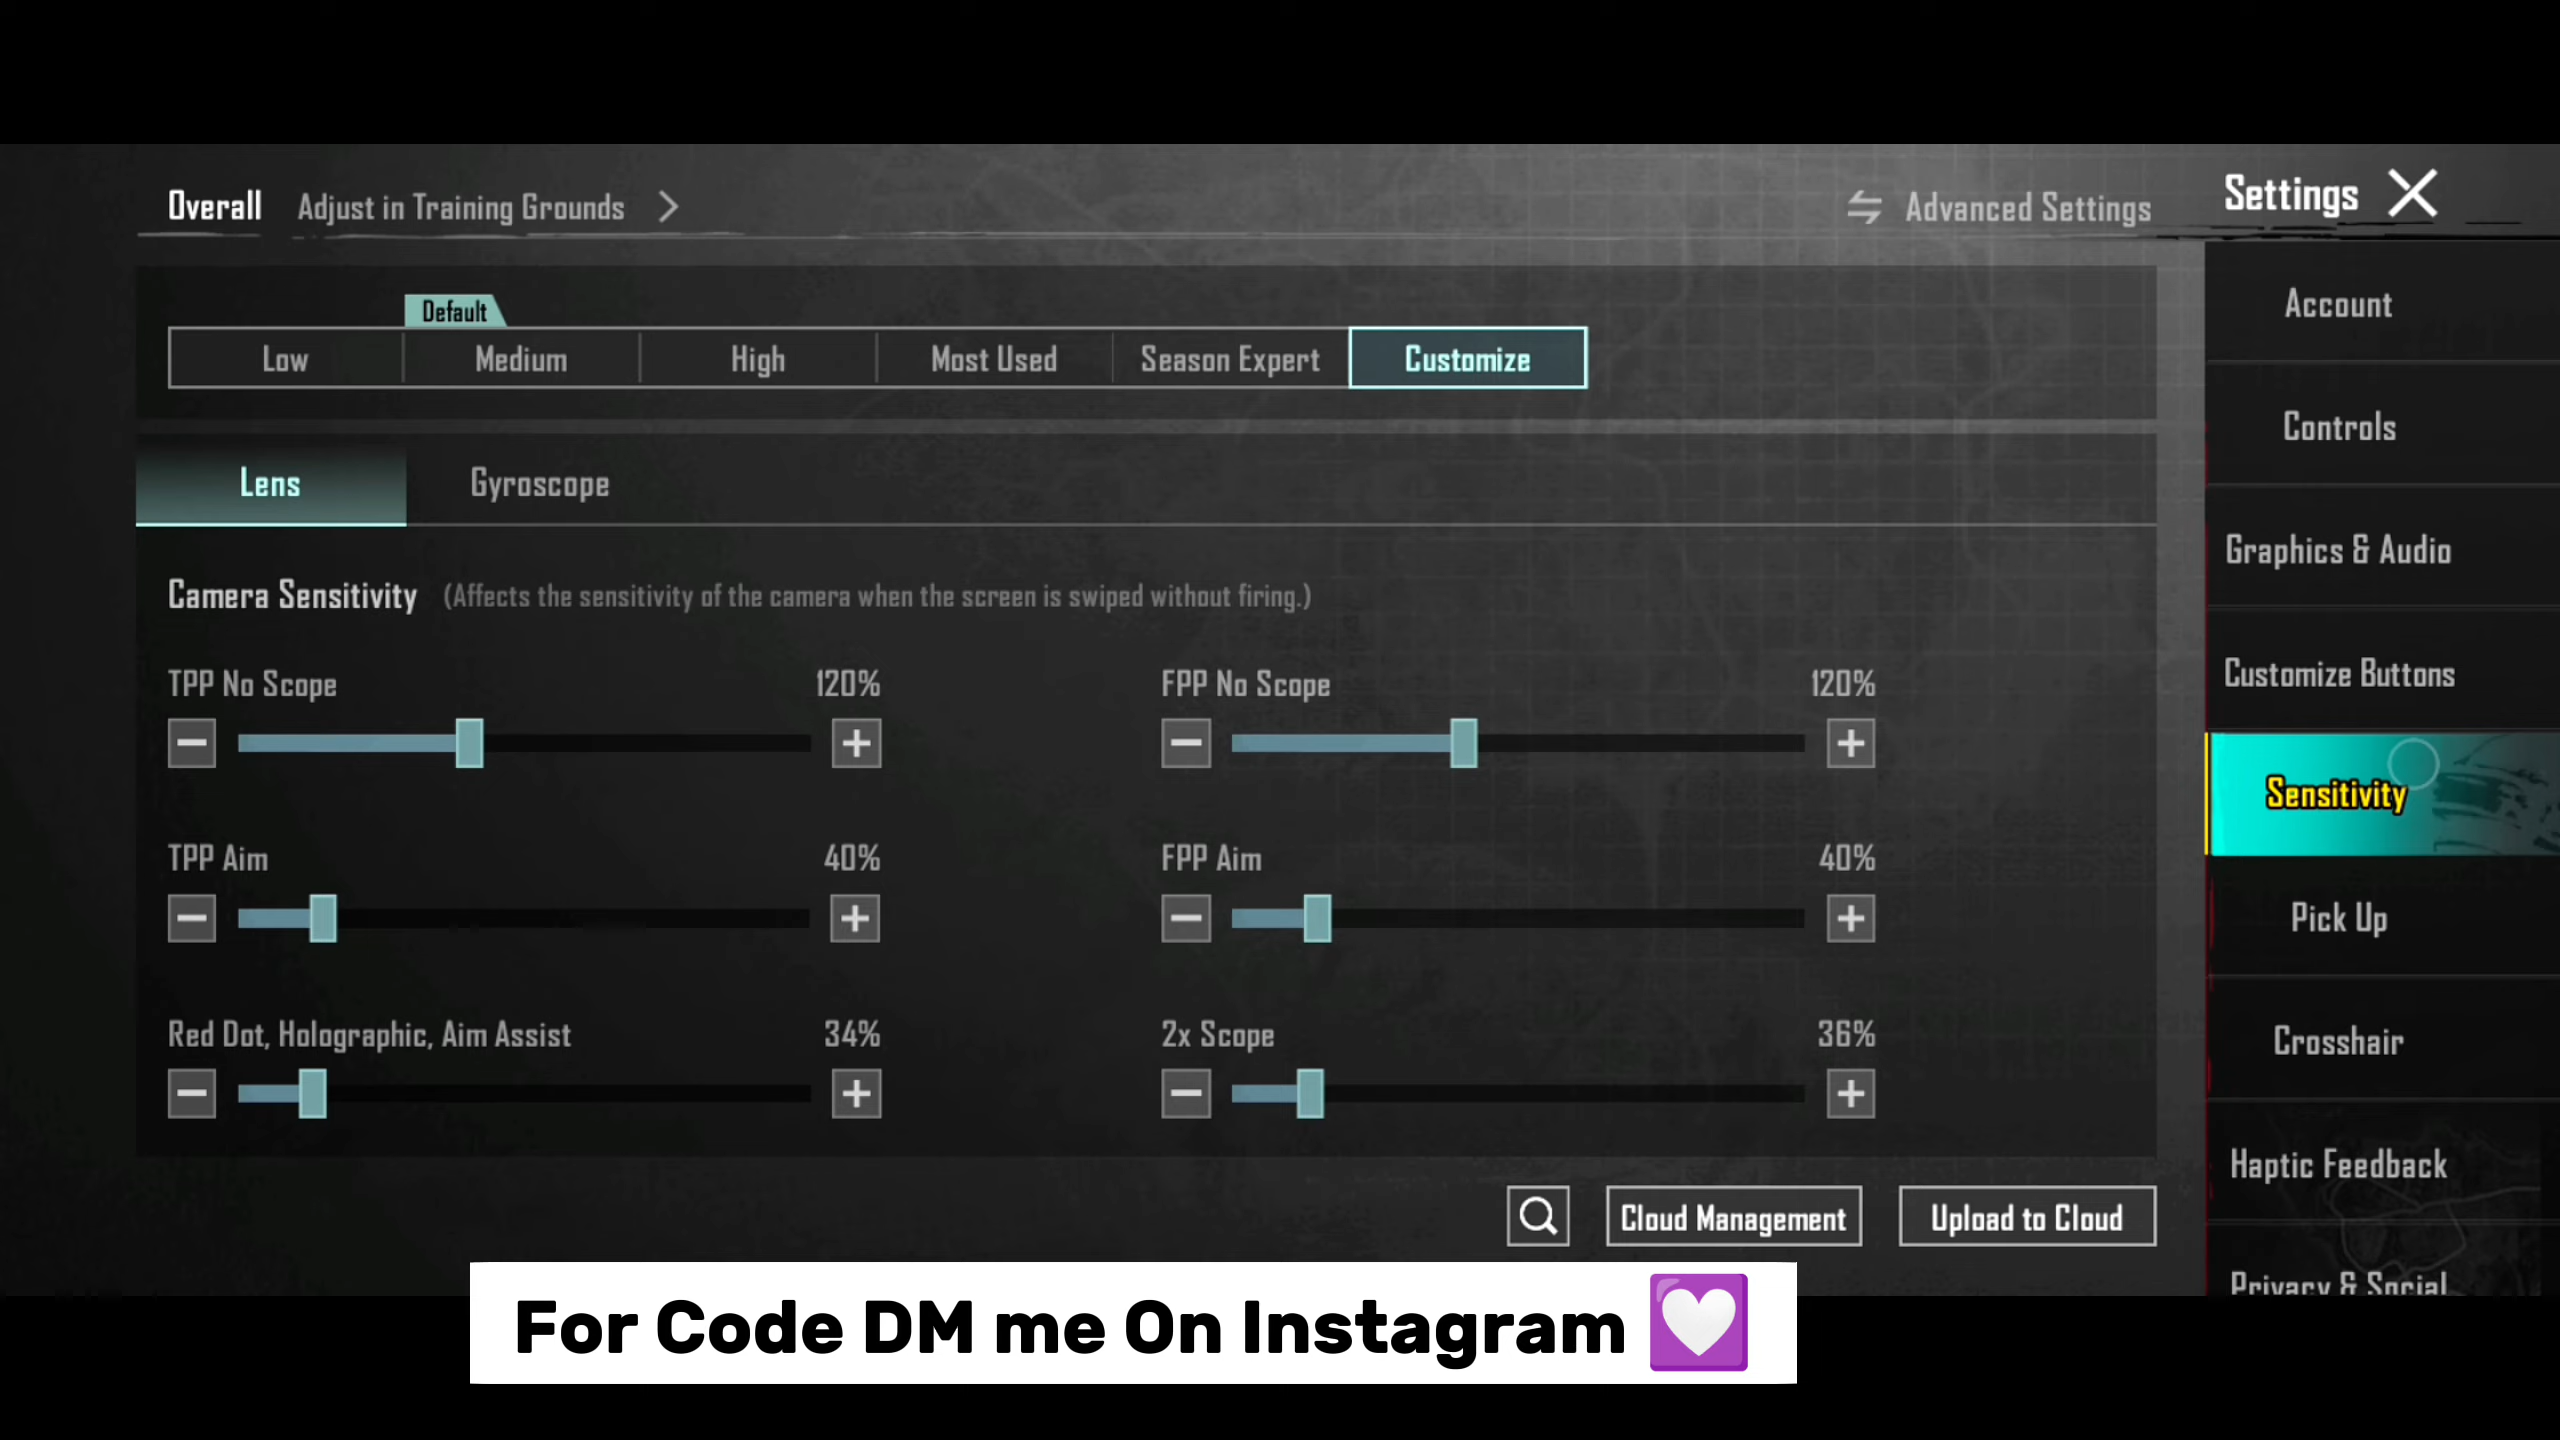 Overall Adjust in Training Grounds
Advanced Settings
Settings
Default
Low Medium High Most Used Season Expert Customize
Lens Gyroscope
Camera Sensitivity (Affects the sensitivity of the camera when the screen is swiped without firing.)
TPP No Scope 120%
FPP No Scope 120%
TPP Aim 40%
FPP Aim 40%
Red Dot, Holographic, Aim Assist 34%
2x Scope 36%
Cloud Management
Upload to Cloud
Account
Controls
Graphics & Audio
Customize Buttons
Sensitivity
Pick Up
Crosshair
Haptic Feedback
Privacy & Social
For Code DM me On Instagram 💟